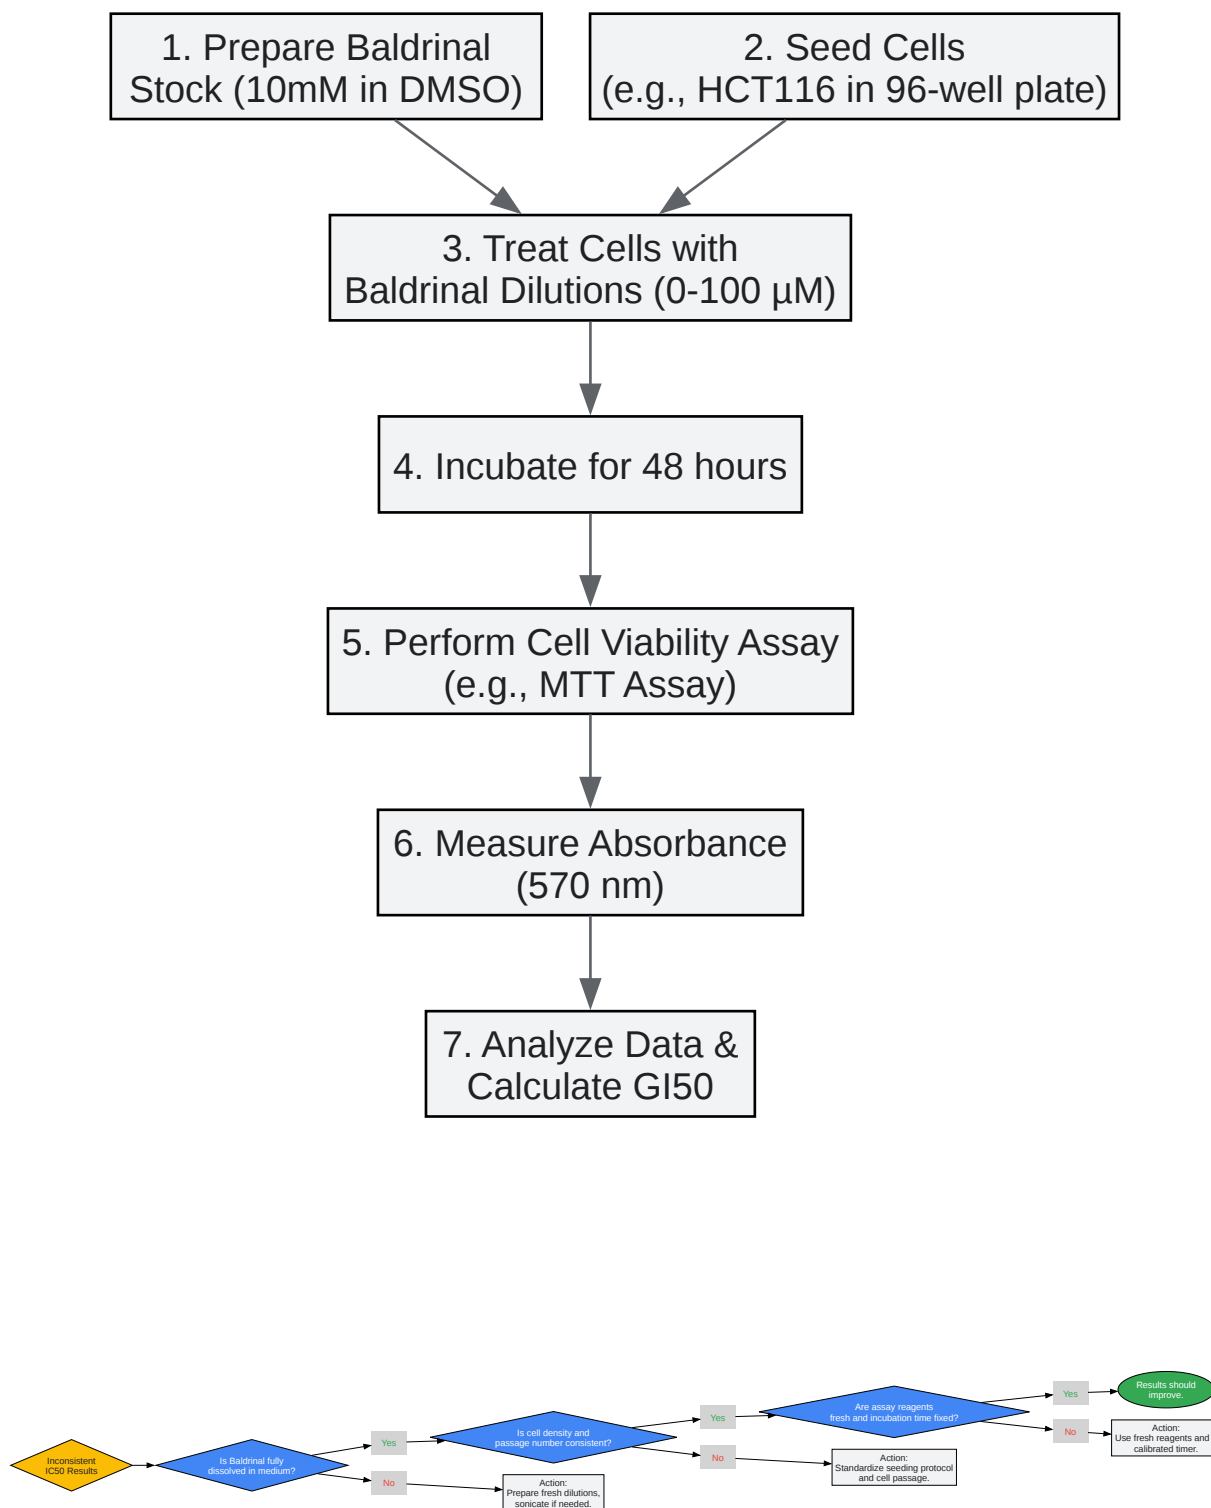 1. Prepare Baldrinal
Stock (10mM in DMSO)
2. Seed Cells
(e.g., HCT116 in 96-well plate)
3. Treat Cells with
Baldrinal Dilutions (0-100 µM)
4. Incubate for 48 hours
5. Perform Cell Viability Assay
(e.g., MTT Assay)
6. Measure Absorbance
(570 nm)
7. Analyze Data &
Calculate GI50
Inconsistent
IC50 Results
Is Baldrinal fully
dissolved in medium?
Yes
No
Action:
Prepare fresh dilutions,
sonicate if needed.
Is cell density and
passage number consistent?
Yes
No
Action:
Standardize seeding protocol
and cell passage.
Are assay reagents
fresh and incubation time fixed?
Yes
No
Results should
improve.
Action:
Use fresh reagents and
calibrated timer.